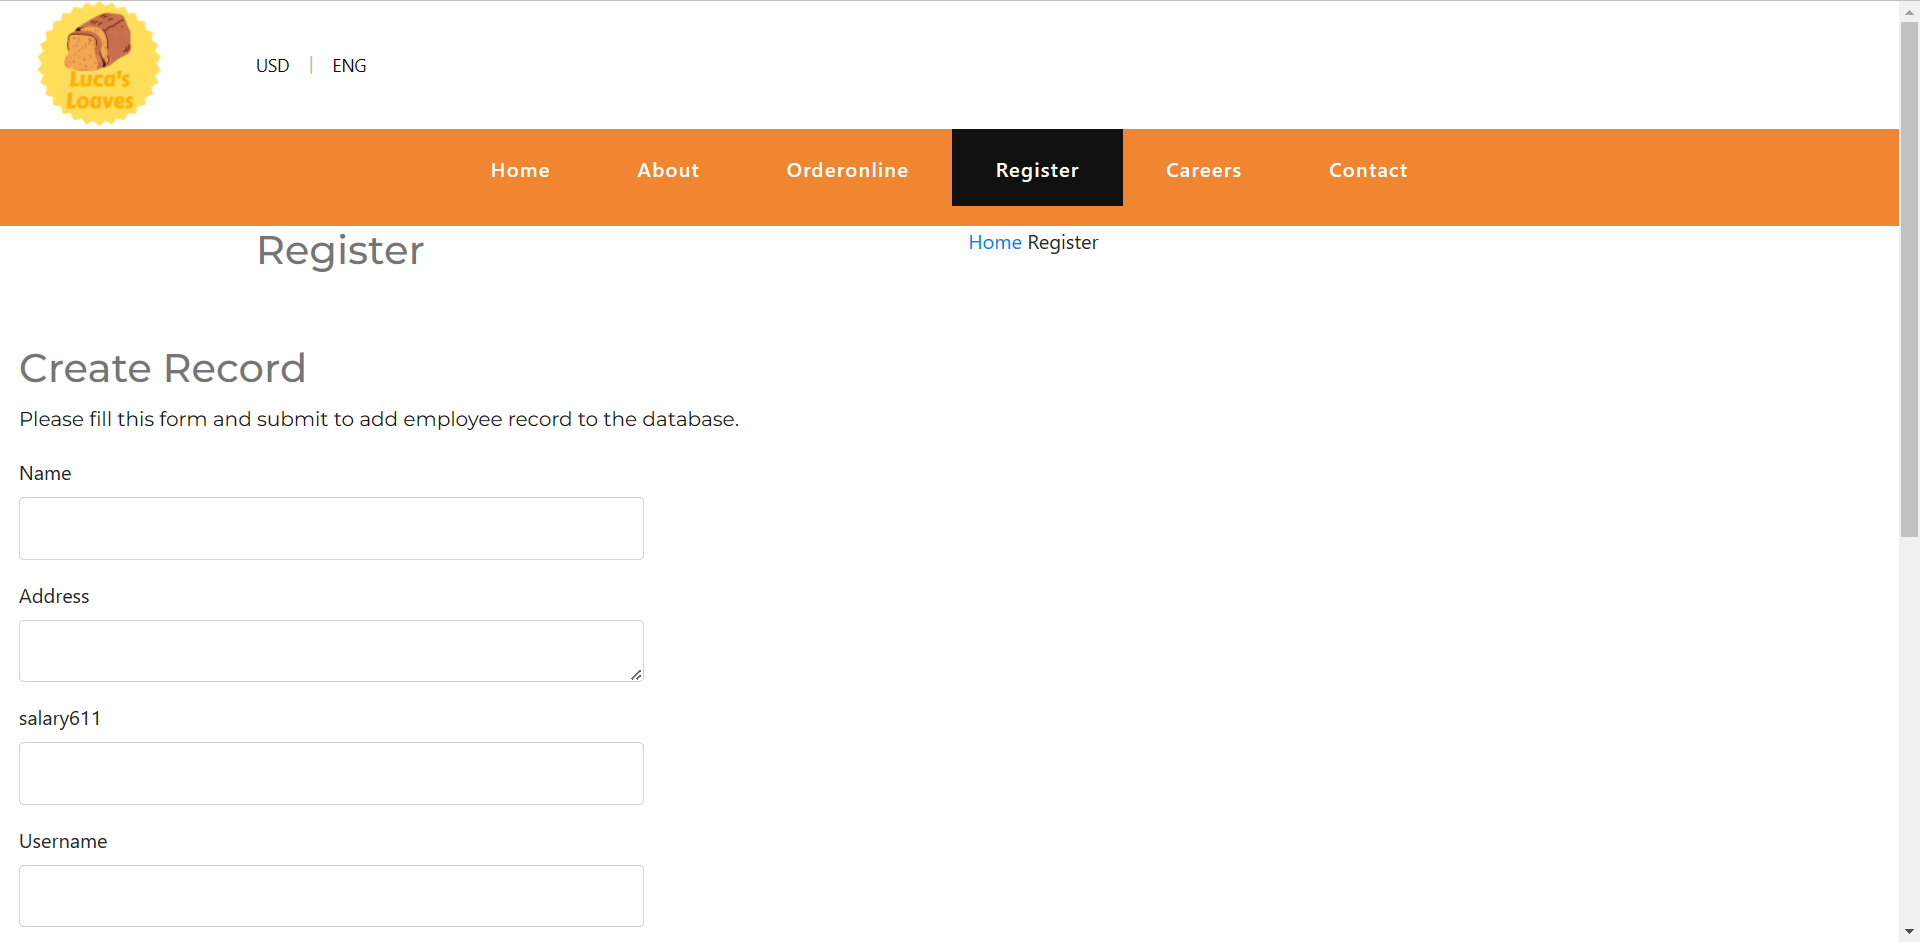 Luca's
Loaves
USD | ENG
Home About Orderonline Register Careers Contact
Register
Home Register
Create Record
Please fill this form and submit to add employee record to the database.
Name
Address
salary611
Username